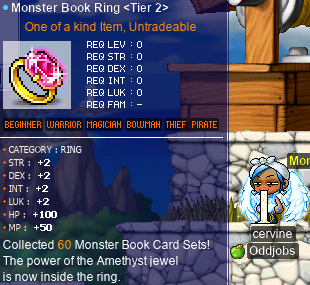 Monster Book Ring <Tier 2>
One of a kind Item, Untradeable
REQ LEV : 0
REQ STR : 0
REQ DEX : 0
REQ INT : 0
REQ LUK : 0
REQ FAM : -
BEGINNER WARRIOR MAGICIAN BOWMAN THIEF PIRATE
CATEGORY : RING
STR : +2
DEX : +2
INT : +2
LUK : +2
HP : +100
MP : +50
Collected 60 Monster Book Card Sets!
The power of the Amethyst jewel
is now inside the ring.
Mon
cervine
Oddjobs